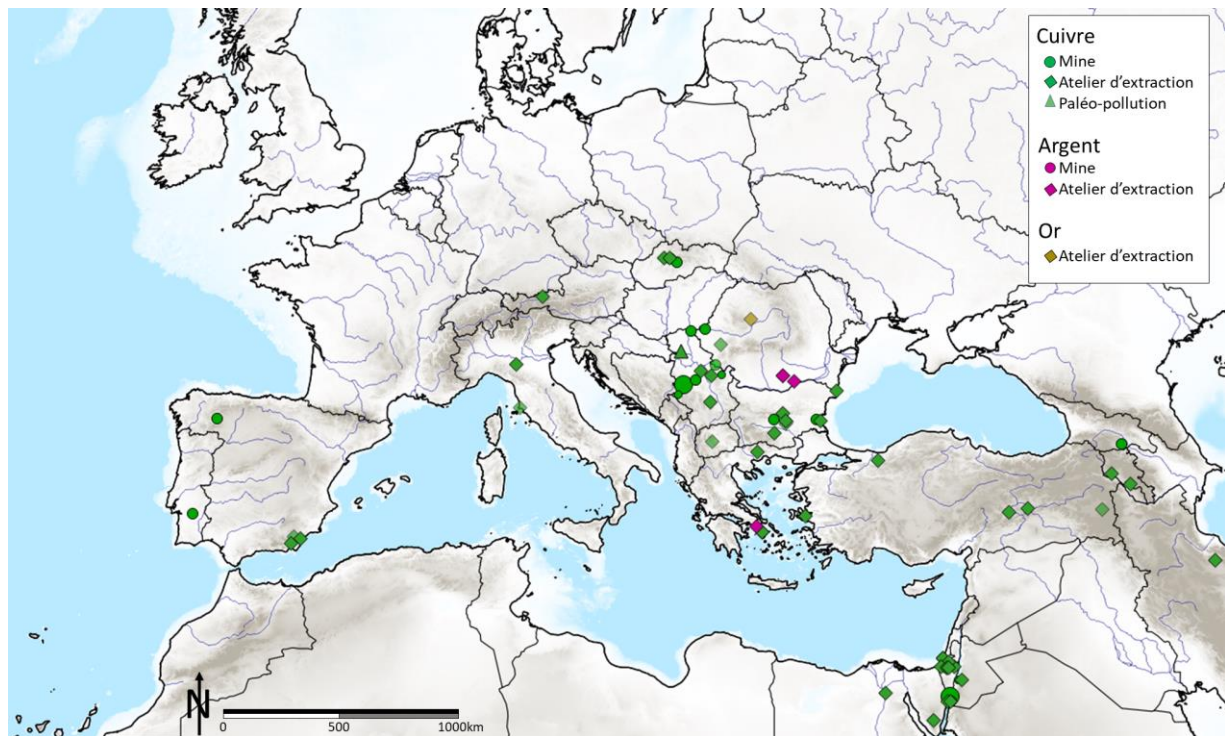 Cuivre
Mine
Atelier d'extraction
Paléo-pollution
Argent
Mine
Atelier d'extraction
Or
Atelier d'extraction
N
0 500 1000km